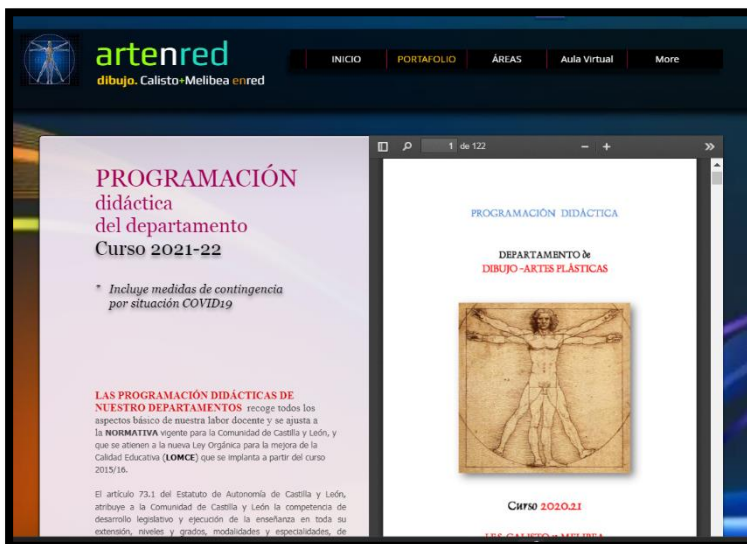 artenred
dibujo. Calisto+Melibea enred
INICIO PORTAFOLIO ÁREAS Aula Virtual More
PROGRAMACIÓN
didáctica
del departamento
Curso 2021-22
* Incluye medidas de contingencia
por situación COVID19
LAS PROGRAMACIÓN DIDÁCTICAS DE
NUESTRO DEPARTAMENTOS recoge todos los
aspectos básico de nuestra labor docente y se ajusta a
la NORMATIVA vigente para la Comunidad de Castilla y León, y
que se atienen a la nueva Ley Orgánica para la mejora de la
Calidad Educativa (LOMCE) que se implanta a partir del curso
2015/16.
El artículo 73.1 del Estatuto de Autonomía de Castilla y León,
atribuye a la Comunidad de Castilla y León la competencia de
desarrollo legislativo y ejecución de la enseñanza en toda su
extensión, niveles y grados, modalidades y especialidades, de
1 de 122
PROGRAMACIÓN DIDÁCTICA
DEPARTAMENTO de
DIBUJO -ARTES PLÀSTICAS
Curso 2020.21
I.E.S. CALISTO y MELIBEA